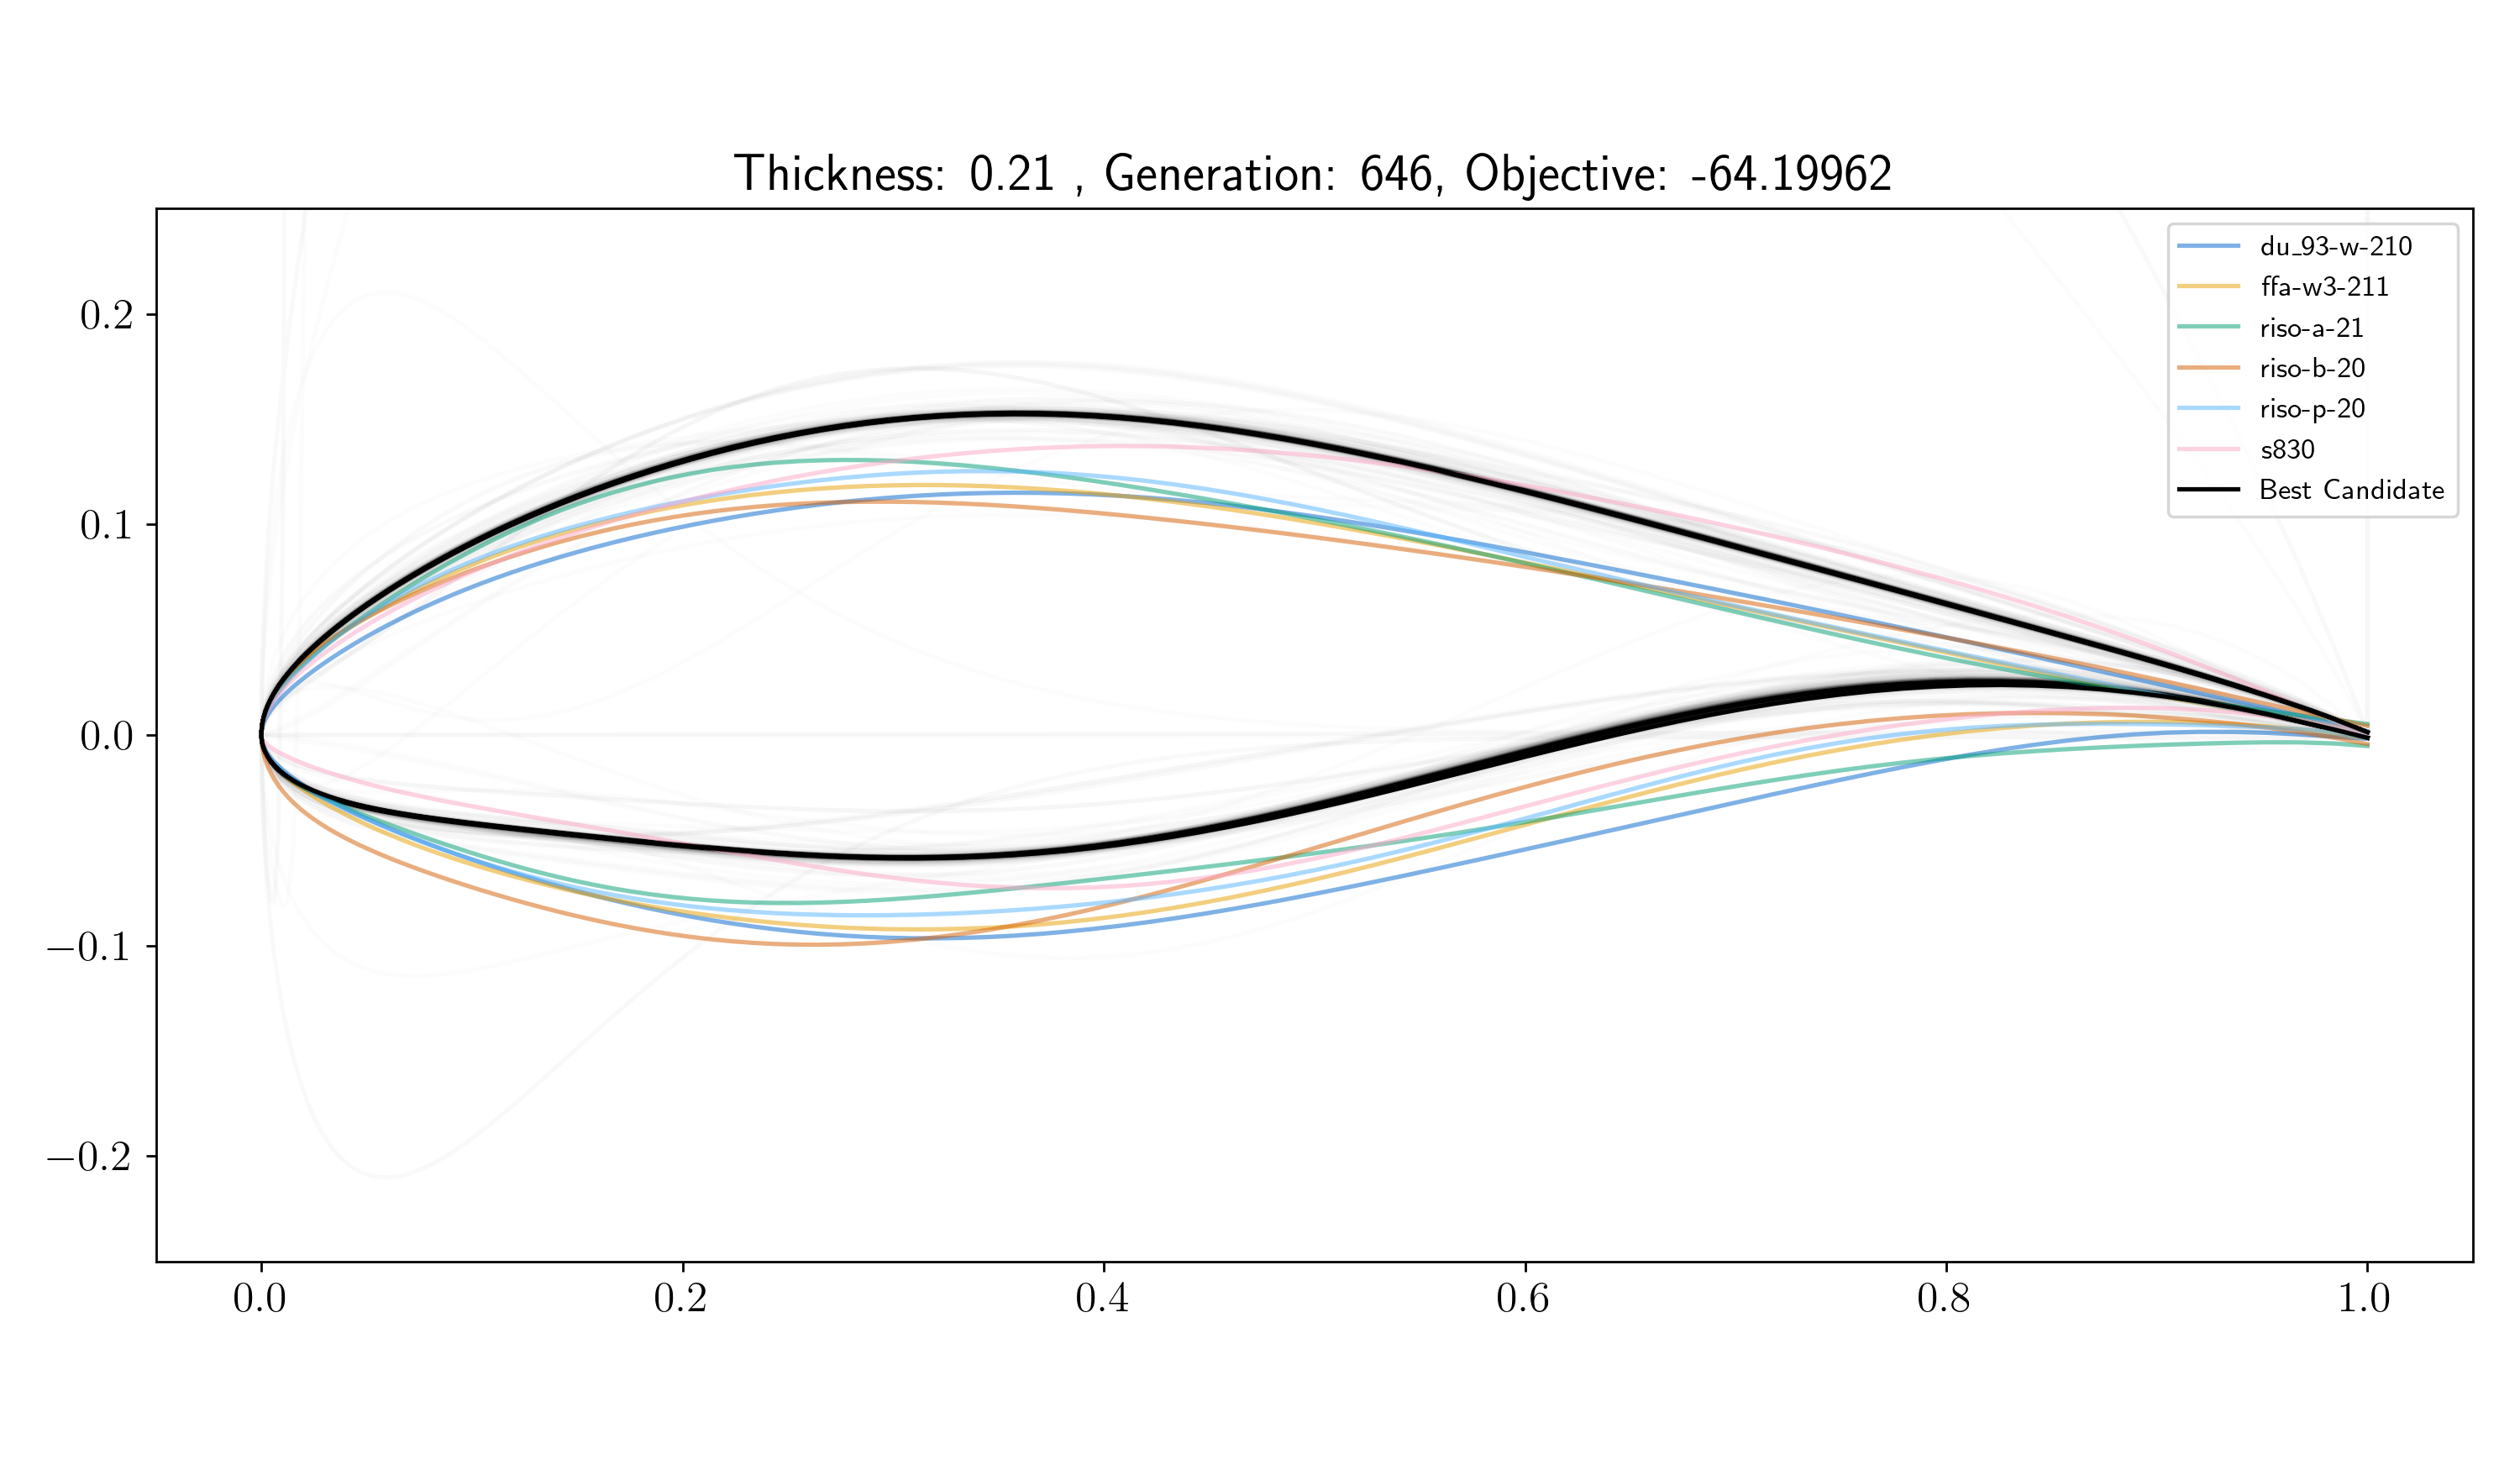 Thickness: 0.21 , Generation: 646, Objective: -64.19962
du_93-w-210
ffa-w3-211
riso-a-21
riso-b-20
riso-p-20
s830
Best Candidate
0.2
0.1
0.0
−0.1
−0.2
0.0 0.2 0.4 0.6 0.8 1.0